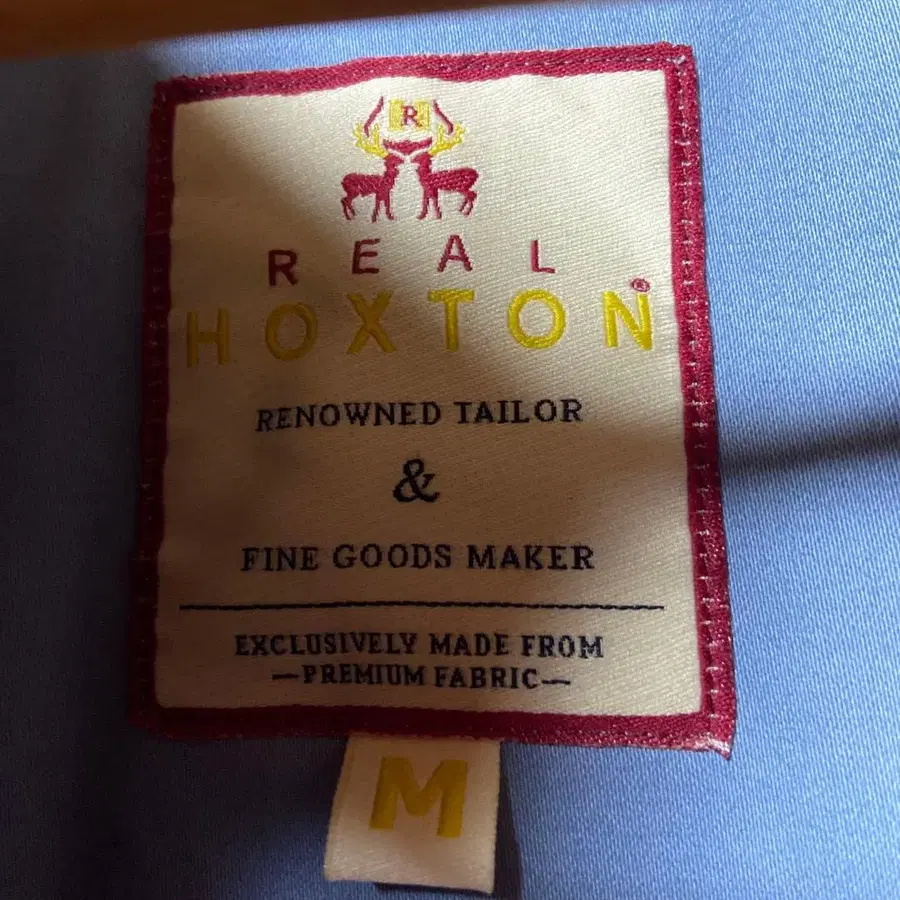 R
REAL
HOXTON®
RENOWNED TAILOR
&
FINE GOODS MAKER
EXCLUSIVELY MADE FROM
—PREMIUM FABRIC—
M